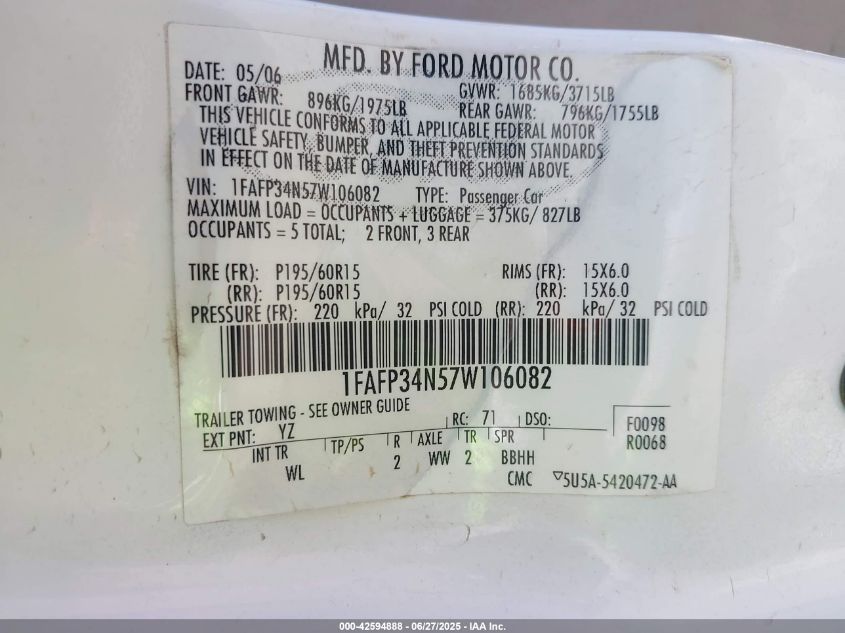 MFD. BY FORD MOTOR CO.
DATE: 05/06 GVWR: 1685KG/3715LB
FRONT GAWR: 896KG/1975LB REAR GAWR: 796KG/1755LB
THIS VEHICLE CONFORMS TO ALL APPLICABLE FEDERAL MOTOR
VEHICLE SAFETY, BUMPER, AND THEFT PREVENTION STANDARDS
IN EFFECT ON THE DATE OF MANUFACTURE SHOWN ABOVE.
VIN: 1FAFP34N57W106082 TYPE: Passenger Car
MAXIMUM LOAD = OCCUPANTS + LUGGAGE = 375KG/ 827LB
OCCUPANTS = 5 TOTAL; 2 FRONT, 3 REAR
TIRE (FR): P195/60R15 RIMS (FR): 15X6.0
(RR): P195/60R15 (RR): 15X6.0
PRESSURE (FR): 220 kPa/ 32 PSI COLD (RR): 220 kPa/ 32 PSI COLD
1FAFP34N57W106082
TRAILER TOWING - SEE OWNER GUIDE RC: 71 DSO: F0098
EXT PNT: YZ R0068
INT TR TP/PS R AXLE TR SPR
WL 2 WW 2 BBHH
CMC ▽5U5A-5420472-AA
000-42594888 | 06/27/2025 - IAA Inc.